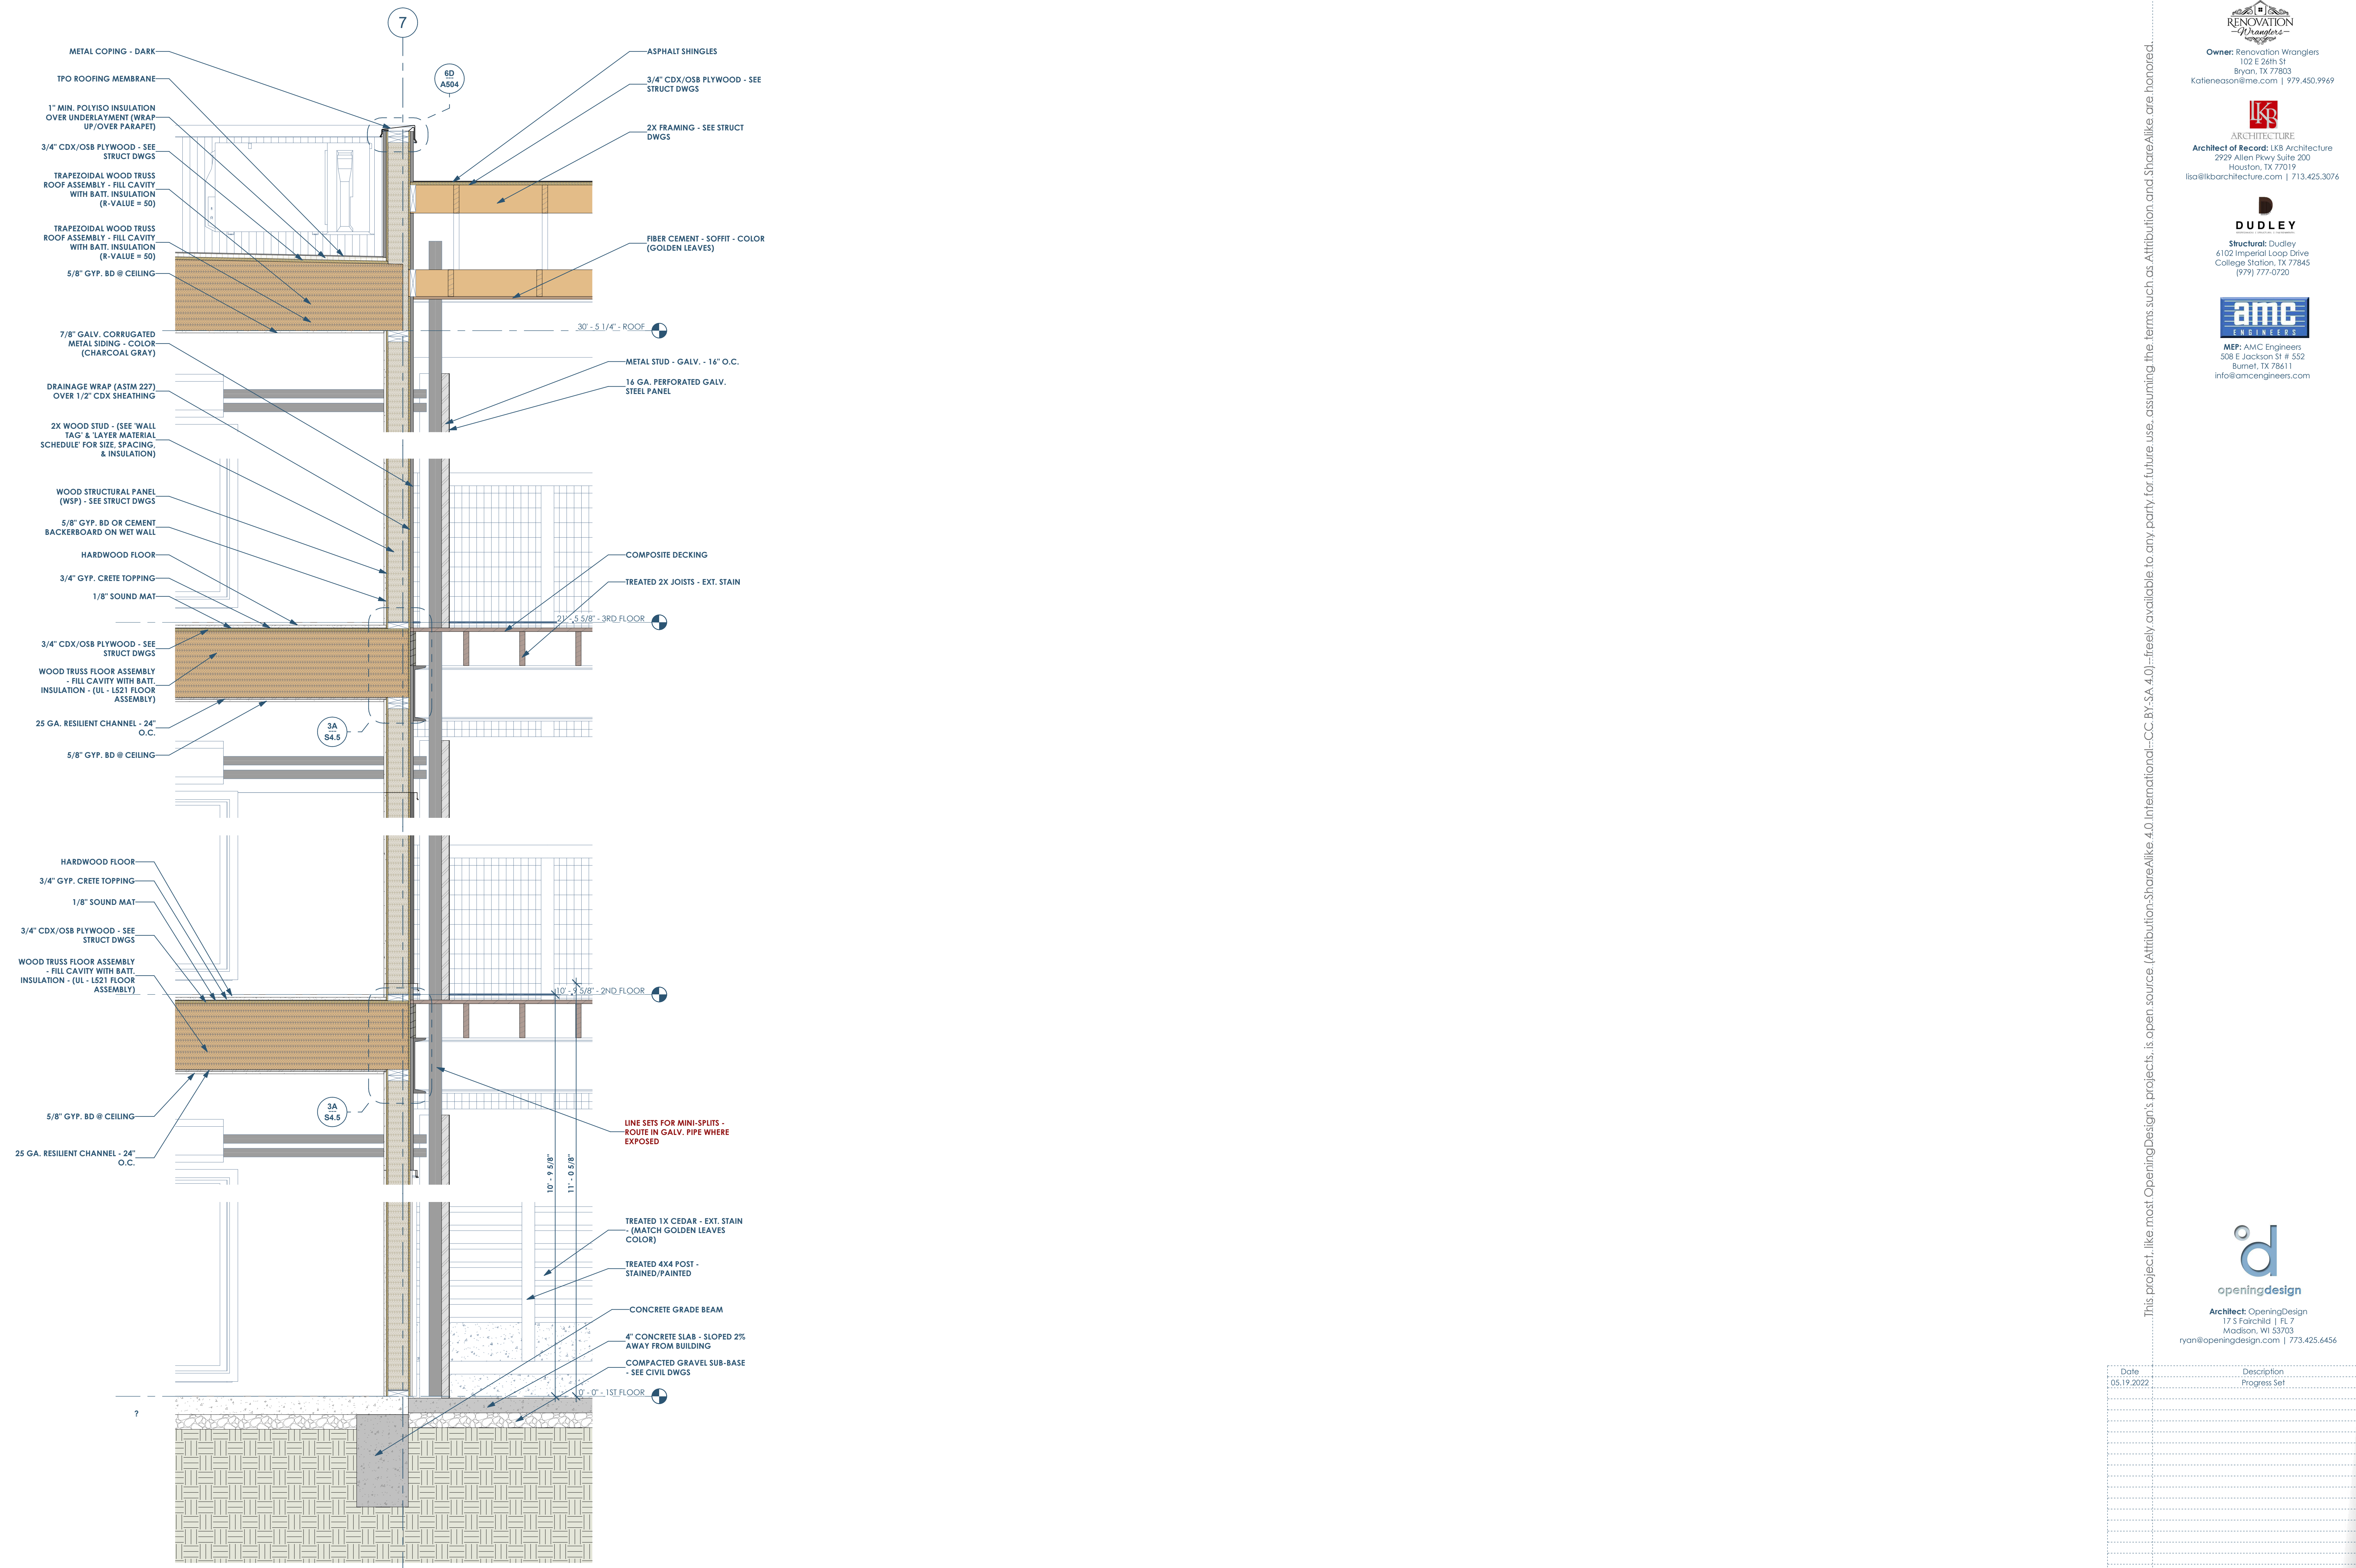 7
METAL COPING - DARK
TPO ROOFING MEMBRANE
1" MIN. POLYISO INSULATION
OVER UNDERLAYMENT (WRAP
UP/OVER PARAPET)
3/4" CDX/OSB PLYWOOD - SEE
STRUCT DWGS
TRAPEZOIDAL WOOD TRUSS
ROOF ASSEMBLY - FILL CAVITY
WITH BATT. INSULATION
(R-VALUE = 50)
TRAPEZOIDAL WOOD TRUSS
ROOF ASSEMBLY - FILL CAVITY
WITH BATT. INSULATION
(R-VALUE = 50)
5/8" GYP. BD @ CEILING
7/8" GALV. CORRUGATED
METAL SIDING - COLOR
(CHARCOAL GRAY)
DRAINAGE WRAP (ASTM 227)
OVER 1/2" CDX SHEATHING
2X WOOD STUD - (SEE 'WALL
TAG' & 'LAYER MATERIAL
SCHEDULE' FOR SIZE, SPACING,
& INSULATION)
WOOD STRUCTURAL PANEL
(WSP) - SEE STRUCT DWGS
5/8" GYP. BD OR CEMENT
BACKERBOARD ON WET WALL
HARDWOOD FLOOR
3/4" GYP. CRETE TOPPING
1/8" SOUND MAT
3/4" CDX/OSB PLYWOOD - SEE
STRUCT DWGS
WOOD TRUSS FLOOR ASSEMBLY
- FILL CAVITY WITH BATT.
INSULATION - (UL - L521 FLOOR
ASSEMBLY)
25 GA. RESILIENT CHANNEL - 24"
O.C.
5/8" GYP. BD @ CEILING
3A
S4.5
HARDWOOD FLOOR
3/4" GYP. CRETE TOPPING
1/8" SOUND MAT
3/4" CDX/OSB PLYWOOD - SEE
STRUCT DWGS
WOOD TRUSS FLOOR ASSEMBLY
- FILL CAVITY WITH BATT.
INSULATION - (UL - L521 FLOOR
ASSEMBLY)
5/8" GYP. BD @ CEILING
25 GA. RESILIENT CHANNEL - 24"
O.C.
3A
S4.5
?
6D
A504
ASPHALT SHINGLES
3/4" CDX/OSB PLYWOOD - SEE
STRUCT DWGS
2X FRAMING - SEE STRUCT
DWGS
FIBER CEMENT - SOFFIT - COLOR
(GOLDEN LEAVES)
30' - 5 1/4" - ROOF
METAL STUD - GALV. - 16" O.C.
16 GA. PERFORATED GALV.
STEEL PANEL
COMPOSITE DECKING
TREATED 2X JOISTS - EXT. STAIN
21' - 5 5/8" - 3RD FLOOR
10' - 9 5/8" - 2ND FLOOR
LINE SETS FOR MINI-SPLITS -
ROUTE IN GALV. PIPE WHERE
EXPOSED
10' - 9 5/8"
11' - 0 5/8"
TREATED 1X CEDAR - EXT. STAIN
- (MATCH GOLDEN LEAVES
COLOR)
TREATED 4X4 POST -
STAINED/PAINTED
CONCRETE GRADE BEAM
4" CONCRETE SLAB - SLOPED 2%
AWAY FROM BUILDING
COMPACTED GRAVEL SUB-BASE
- SEE CIVIL DWGS
0' - 0" - 1ST FLOOR
This project, like most OpeningDesign's projects, is open source (Attribution-ShareAlike 4.0 International--CC BY-SA 4.0)--freely available to any party for future use, assuming the terms such as Attribution and ShareAlike are honored.
RENOVATION
Wranglers
Owner: Renovation Wranglers
102 E 26th St
Bryan, TX 77803
Katieneason@me.com | 979.450.9969
LKB
ARCHITECTURE
Architect of Record: LKB Architecture
2929 Allen Pkwy Suite 200
Houston, TX 77019
lisa@lkbarchitecture.com | 713.425.3076
DUDLEY
Structural: Dudley
6102 Imperial Loop Drive
College Station, TX 77845
(979) 777-0720
amc
ENGINEERS
MEP: AMC Engineers
508 E Jackson St # 552
Burnet, TX 78611
info@amcengineers.com
openingdesign
Architect: OpeningDesign
17 S Fairchild | FL 7
Madison, WI 53703
ryan@openingdesign.com | 773.425.6456
Date Description
05.19.2022 Progress Set